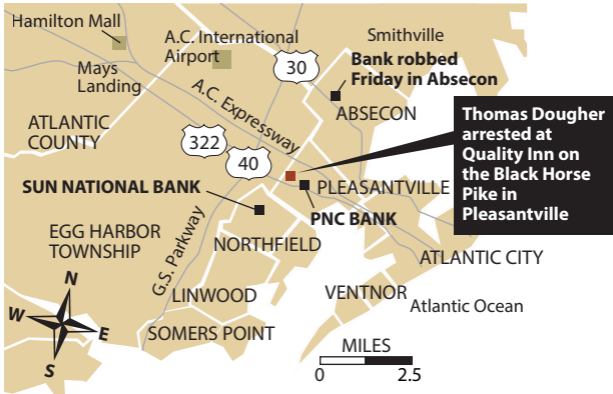 Hamilton Mall
A.C. International
Airport
Smithville
30
Bank robbed
Friday in Absecon
Mays
Landing
A.C. Expressway
ABSECON
ATLANTIC
COUNTY
322
40
Thomas Dougher
arrested at
Quality Inn on
the Black Horse
Pike in
Pleasantville
SUN NATIONAL BANK
PLEASANTVILLE
PNC BANK
EGG HARBOR
TOWNSHIP
G.S. Parkway
NORTHFIELD
ATLANTIC CITY
LINWOOD
VENTNOR
Atlantic Ocean
SOMERS POINT
N
W
E
S
MILES
0 2.5